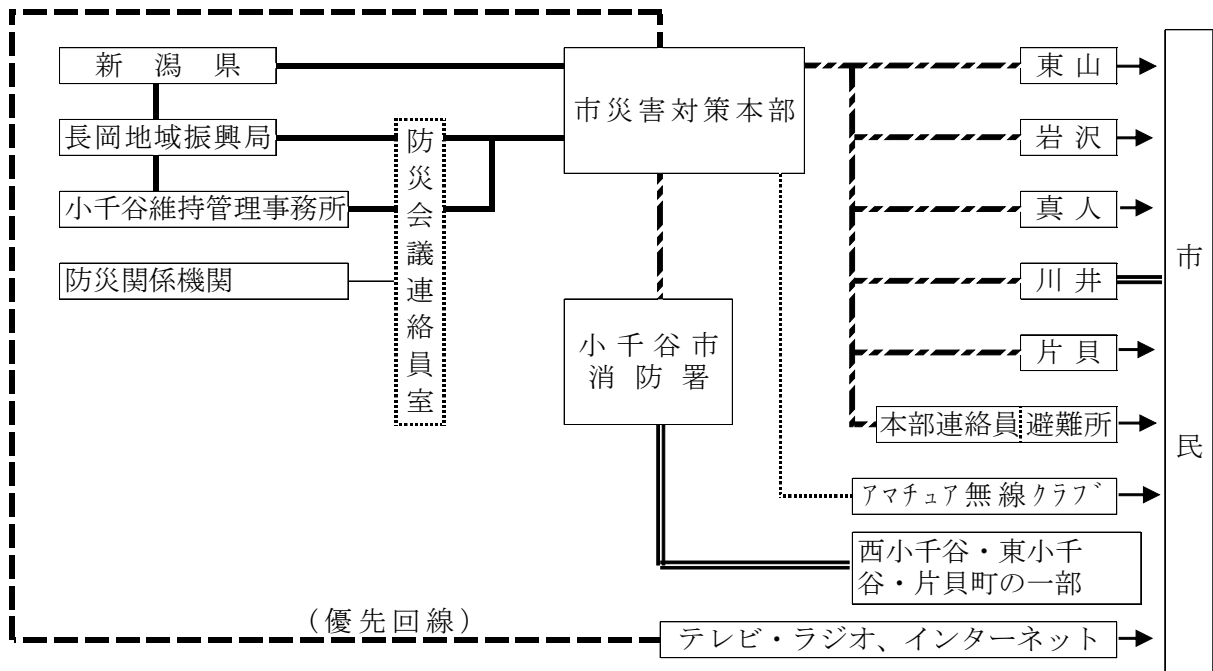 新潟県
長岡地域振興局
小千谷維持管理事務所
防災関係機関
防災会議連絡員室
市災害対策本部
小千谷市
消防署
東山
岩沢
真人
川井
片貝
本部連絡員 避難所
アマチュア無線クラブ
西小千谷・東小千
谷・片貝町の一部
(優先回線)
テレビ・ラジオ、インターネット
市民